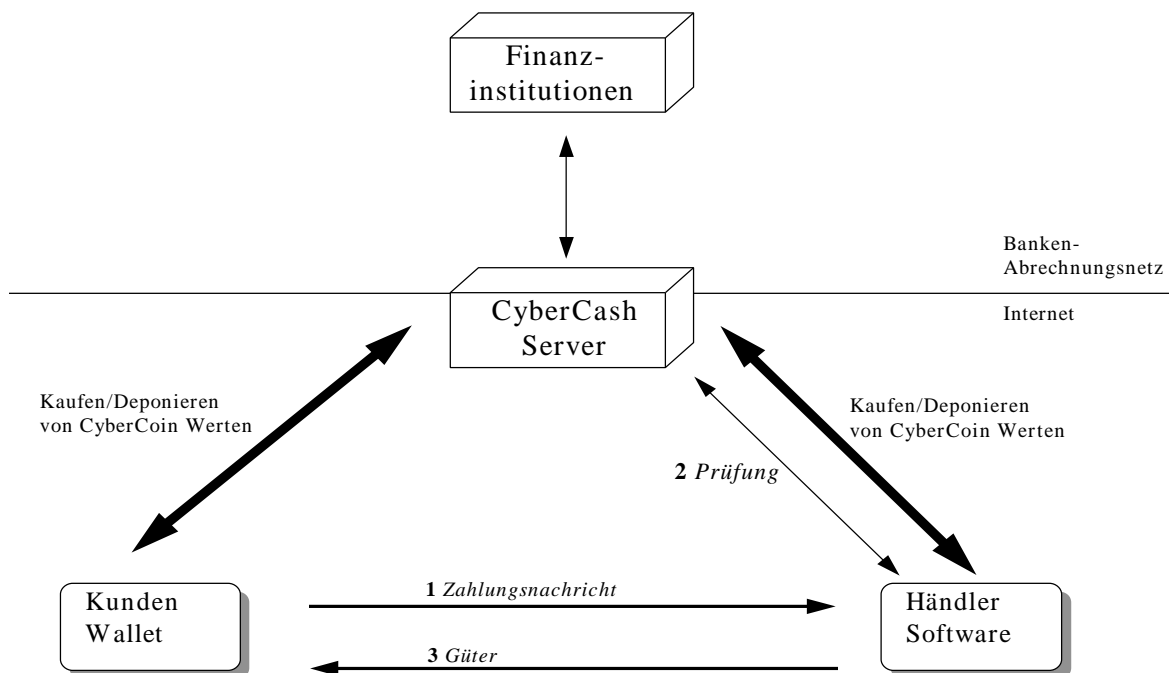 Finanz-
institutionen
Banken-
Abrechnungsnetz
Internet
CyberCash
Server
Kaufen/Deponieren
von CyberCoin Werten
Kaufen/Deponieren
von CyberCoin Werten
2 Prüfung
Kunden
Wallet
1 Zahlungsnachricht
Händler
Software
3 Güter